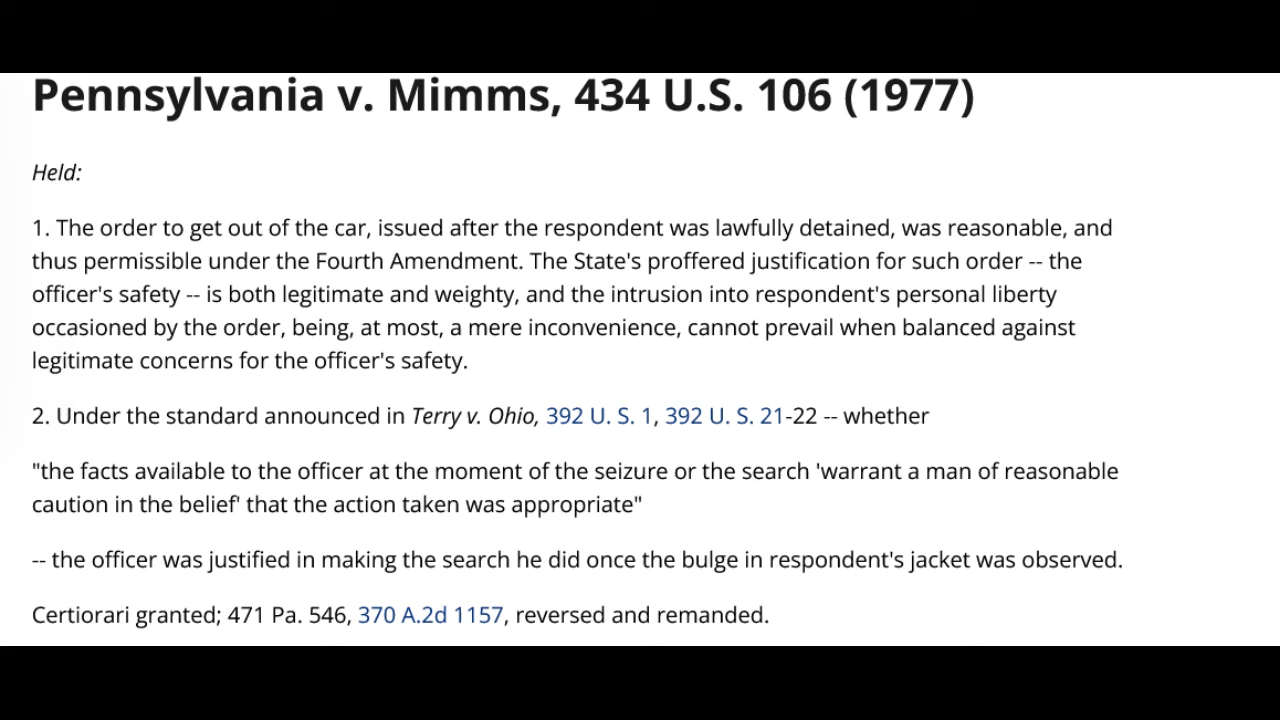 Pennsylvania v. Mimms, 434 U.S. 106 (1977)
Held:
1. The order to get out of the car, issued after the respondent was lawfully detained, was reasonable, and
thus permissible under the Fourth Amendment. The State's proffered justification for such order -- the
officer's safety -- is both legitimate and weighty, and the intrusion into respondent's personal liberty
occasioned by the order, being, at most, a mere inconvenience, cannot prevail when balanced against
legitimate concerns for the officer's safety.
2. Under the standard announced in Terry v. Ohio, 392 U. S. 1, 392 U. S. 21-22 -- whether
"the facts available to the officer at the moment of the seizure or the search 'warrant a man of reasonable
caution in the belief' that the action taken was appropriate"
-- the officer was justified in making the search he did once the bulge in respondent's jacket was observed.
Certiorari granted; 471 Pa. 546, 370 A.2d 1157, reversed and remanded.